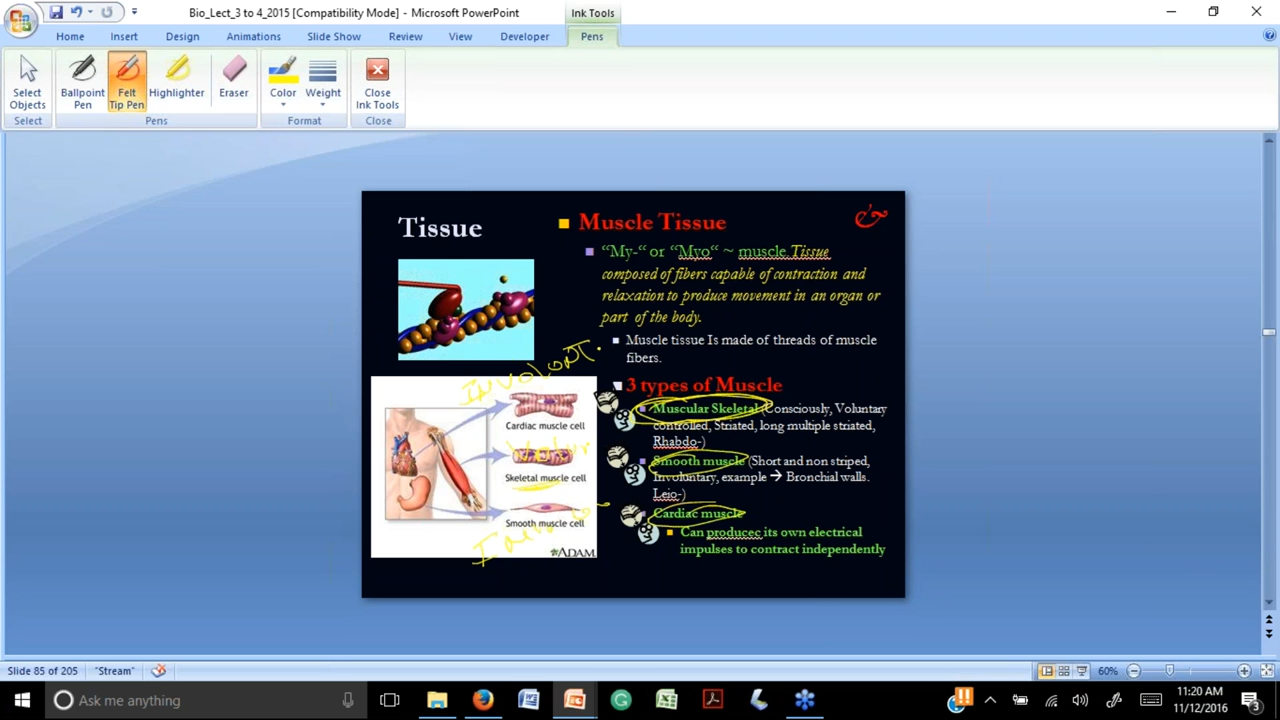 Bio_Lect_3 to 4_2015 [Compatibility Mode] - Microsoft PowerPoint
Ink Tools
Home Insert Design Animations Slide Show Review View Developer Pens
Select Objects
Ballpoint Pen
Felt Tip Pen
Highlighter
Eraser
Color
Weight
Close Ink Tools
Select Pens Format Close
Tissue
Muscle Tissue
"My-" or "Myo" ~ muscle Tissue
composed of fibers capable of contraction and
relaxation to produce movement in an organ or
part of the body.
Muscle tissue Is made of threads of muscle
fibers.
INVOLONT.
3 types of Muscle
Muscular Skeletal (Consciously, Voluntary
controlled, Striated, long multiple striated,
Rhabdo-)
Smooth muscle (Short and non striped,
Involuntary, example → Bronchial walls.
Leio-)
Cardiac muscle
Can producec its own electrical
impulses to contract independently
Cardiac muscle cell
Skeletal muscle cell
Smooth muscle cell
ADAM
Slide 85 of 205 "Stream" 60%
Ask me anything
11:20 AM
11/12/2016
3